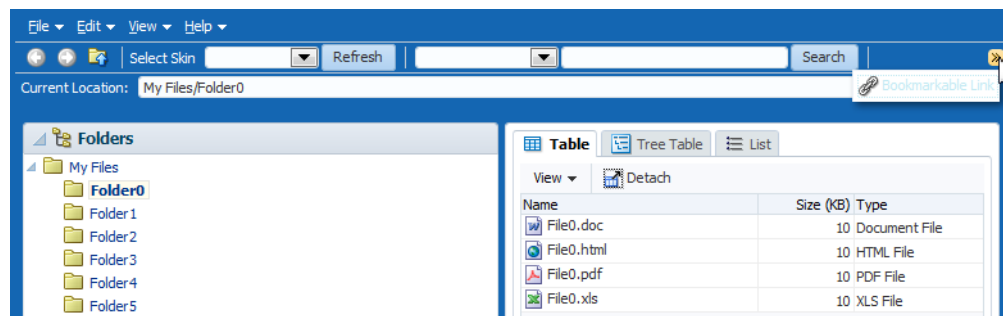 File Edit View Help
Select Skin Refresh Search
Bookmarkable Link
Current Location: My Files/Folder0
Folders
My Files
Folder0
Folder1
Folder2
Folder3
Folder4
Folder5
Table Tree Table List
View Detach
Name Size (KB) Type
File0.doc 10 Document File
File0.html 10 HTML File
File0.pdf 10 PDF File
File0.xls 10 XLS File